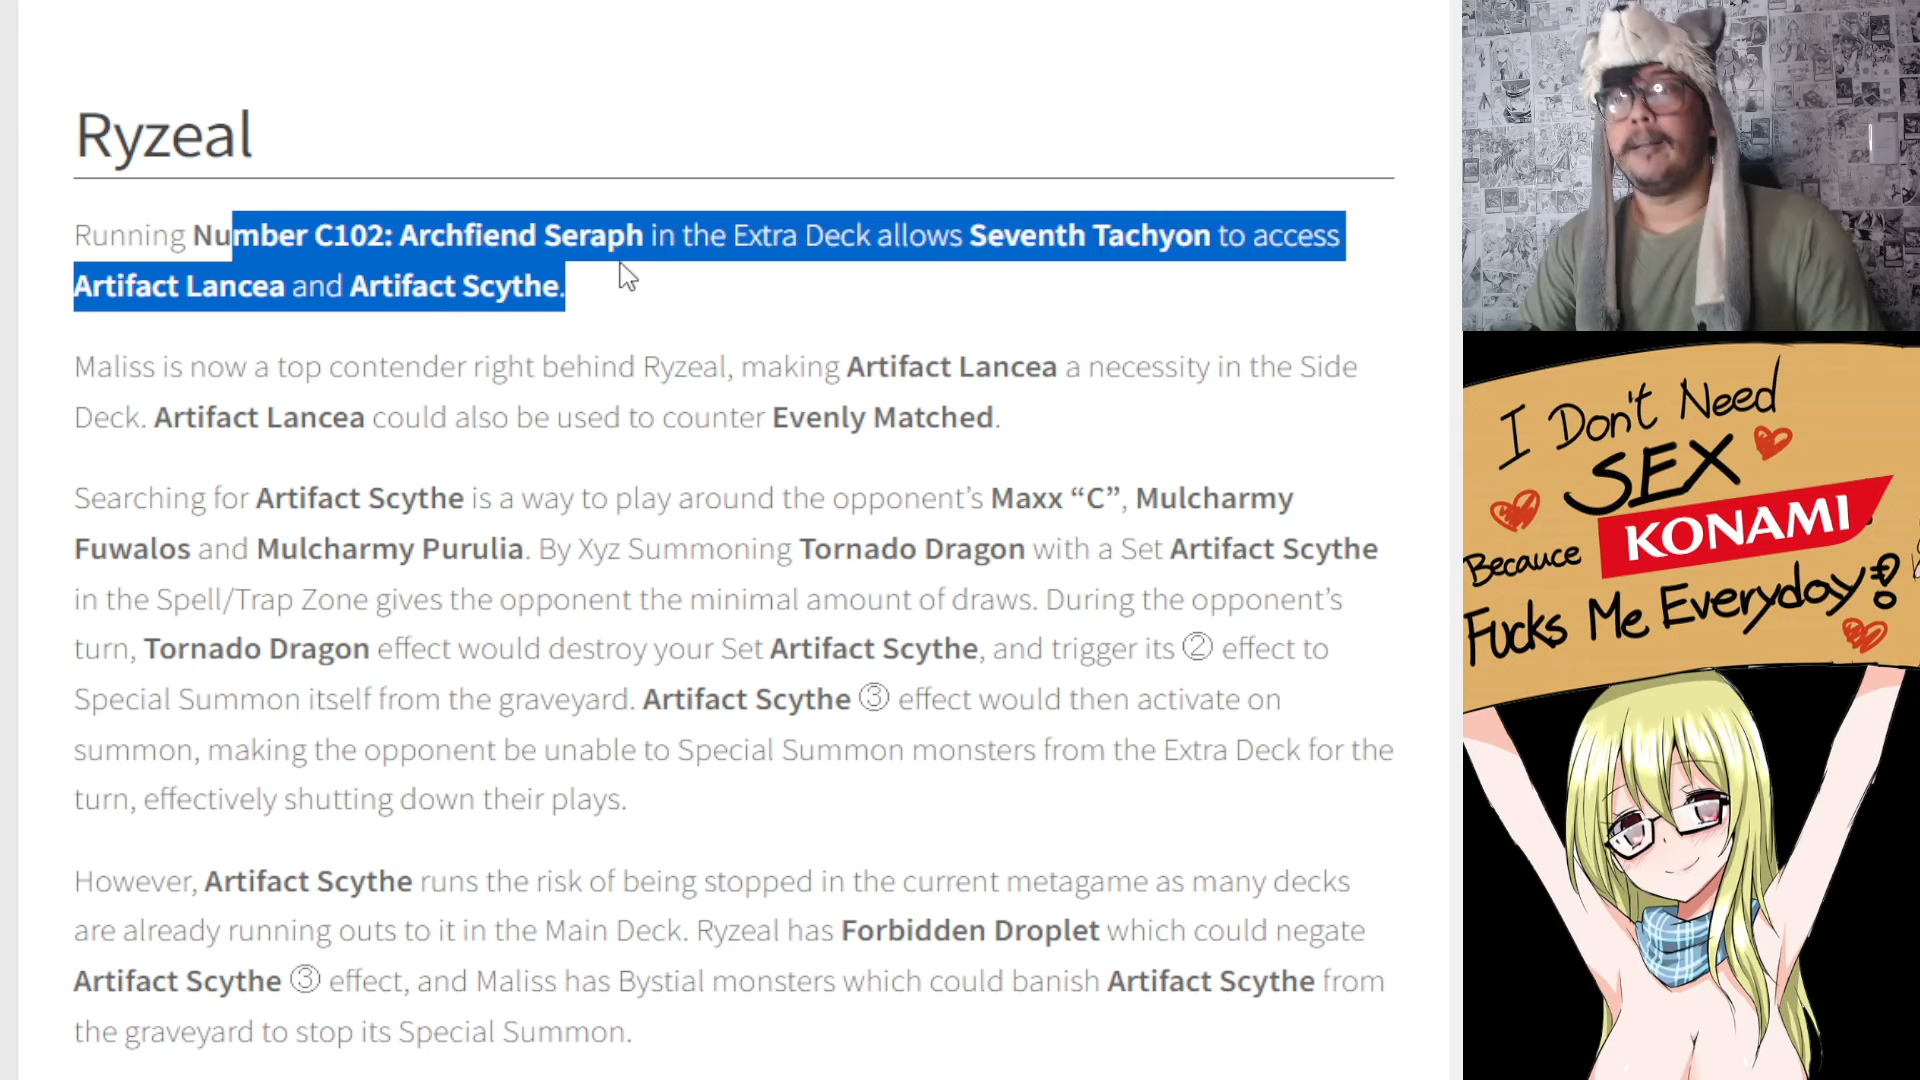 Ryzeal
Running Number C102: Archfiend Seraph in the Extra Deck allows Seventh Tachyon to access
Artifact Lancea and Artifact Scythe.
Maliss is now a top contender right behind Ryzeal, making Artifact Lancea a necessity in the Side
Deck. Artifact Lancea could also be used to counter Evenly Matched.
Searching for Artifact Scythe is a way to play around the opponent’s Maxx “C”, Mulcharmy
Fuwalos and Mulcharmy Purulia. By Xyz Summoning Tornado Dragon with a Set Artifact Scythe
in the Spell/Trap Zone gives the opponent the minimal amount of draws. During the opponent’s
turn, Tornado Dragon effect would destroy your Set Artifact Scythe, and trigger its ② effect to
Special Summon itself from the graveyard. Artifact Scythe ③ effect would then activate on
summon, making the opponent be unable to Special Summon monsters from the Extra Deck for the
turn, effectively shutting down their plays.
However, Artifact Scythe runs the risk of being stopped in the current metagame as many decks
are already running outs to it in the Main Deck. Ryzeal has Forbidden Droplet which could negate
Artifact Scythe ③ effect, and Maliss has Bystial monsters which could banish Artifact Scythe from
the graveyard to stop its Special Summon.
I Don't Need
SEX
Becauce KONAMI
Fucks Me Everyday!